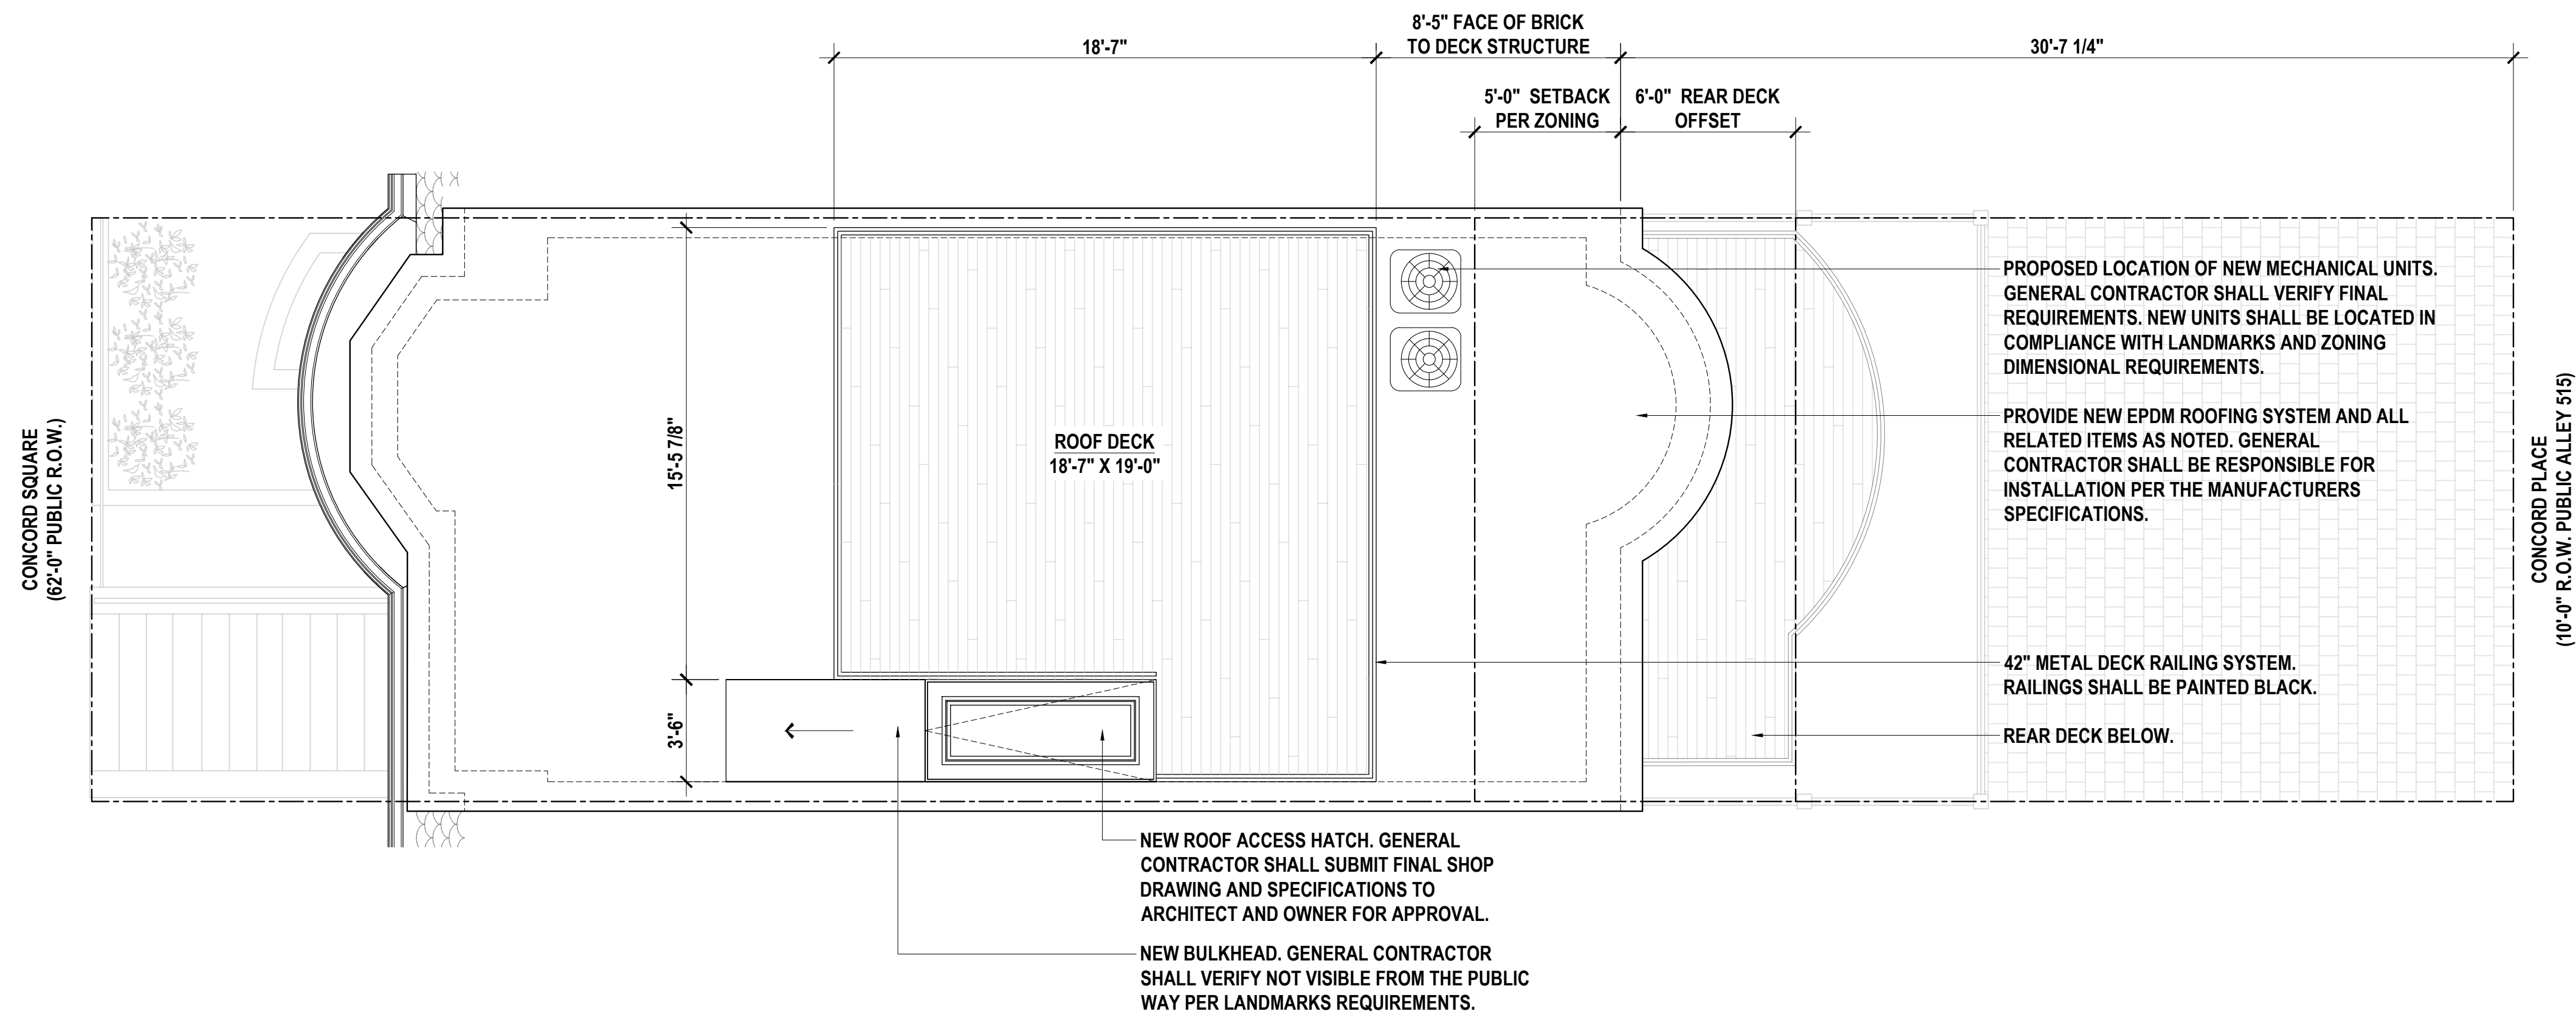 8'-5" FACE OF BRICK
TO DECK STRUCTURE
18'-7"
30'-7 1/4"
5'-0" SETBACK
PER ZONING
6'-0" REAR DECK
OFFSET
CONCORD SQUARE
(62'-0" PUBLIC R.O.W.)
15'-5 7/8"
3'-6"
ROOF DECK
18'-7" X 19'-0"
PROPOSED LOCATION OF NEW MECHANICAL UNITS.
GENERAL CONTRACTOR SHALL VERIFY FINAL
REQUIREMENTS. NEW UNITS SHALL BE LOCATED IN
COMPLIANCE WITH LANDMARKS AND ZONING
DIMENSIONAL REQUIREMENTS.
PROVIDE NEW EPDM ROOFING SYSTEM AND ALL
RELATED ITEMS AS NOTED. GENERAL
CONTRACTOR SHALL BE RESPONSIBLE FOR
INSTALLATION PER THE MANUFACTURERS
SPECIFICATIONS.
42" METAL DECK RAILING SYSTEM.
RAILINGS SHALL BE PAINTED BLACK.
REAR DECK BELOW.
CONCORD PLACE
(10'-0" R.O.W. PUBLIC ALLEY 515)
NEW ROOF ACCESS HATCH. GENERAL
CONTRACTOR SHALL SUBMIT FINAL SHOP
DRAWING AND SPECIFICATIONS TO
ARCHITECT AND OWNER FOR APPROVAL.
NEW BULKHEAD. GENERAL CONTRACTOR
SHALL VERIFY NOT VISIBLE FROM THE PUBLIC
WAY PER LANDMARKS REQUIREMENTS.